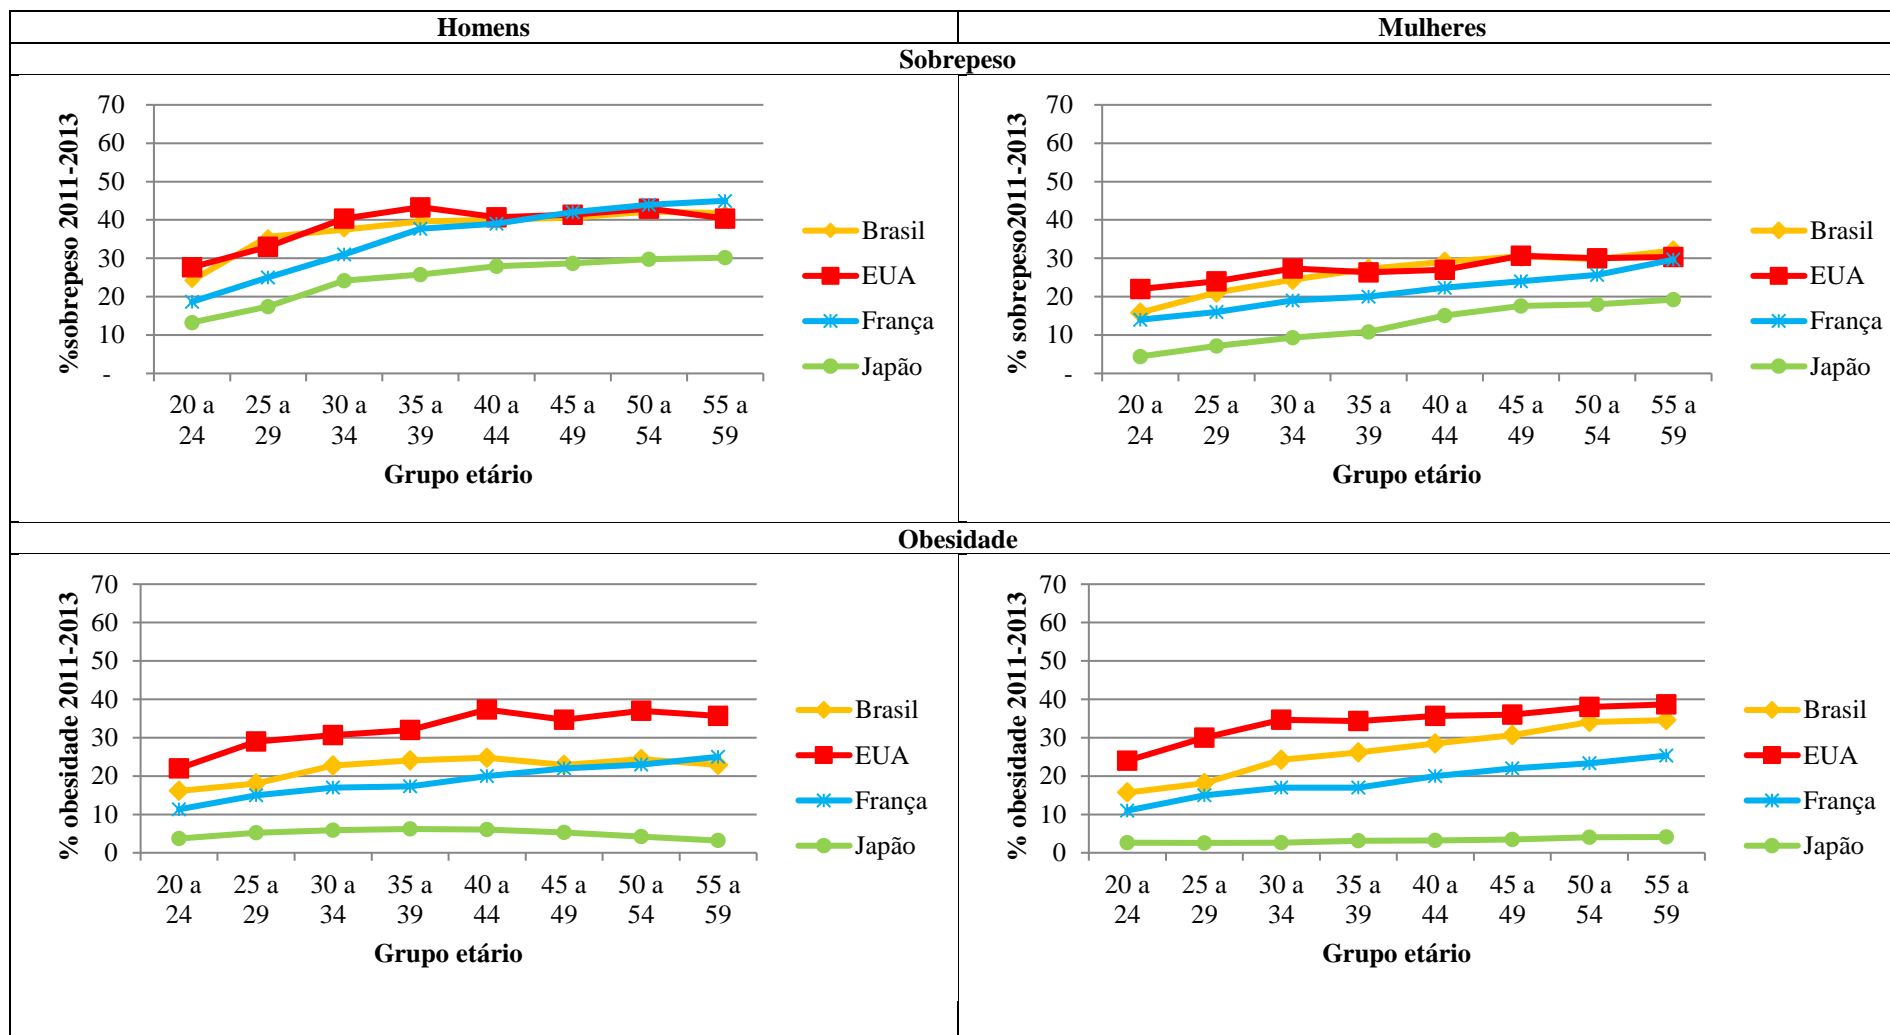 Homens
Mulheres
Sobrepeso
%sobrepeso 2011-2013
70
60
50
40
30
20
10
-
20 a 24
25 a 29
30 a 34
35 a 39
40 a 44
45 a 49
50 a 54
55 a 59
Grupo etário
Brasil
EUA
França
Japão
% sobrepeso2011-2013
70
60
50
40
30
20
10
-
20 a 24
25 a 29
30 a 34
35 a 39
40 a 44
45 a 49
50 a 54
55 a 59
Grupo etário
Brasil
EUA
França
Japão
Obesidade
% obesidade 2011-2013
70
60
50
40
30
20
10
0
20 a 24
25 a 29
30 a 34
35 a 39
40 a 44
45 a 49
50 a 54
55 a 59
Grupo etário
Brasil
EUA
França
Japão
% obesidade 2011-2013
70
60
50
40
30
20
10
0
20 a 24
25 a 29
30 a 34
35 a 39
40 a 44
45 a 49
50 a 54
55 a 59
Grupo etário
Brasil
EUA
França
Japão